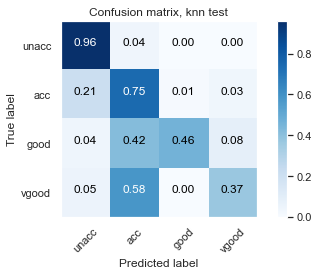 Confusion matrix, knn test
unacc 0.96 0.04 0.00 0.00
acc 0.21 0.75 0.01 0.03
good 0.04 0.42 0.46 0.08
vgood 0.05 0.58 0.00 0.37
unacc acc good vgood
True label
Predicted label
0.8
0.6
0.4
0.2
0.0